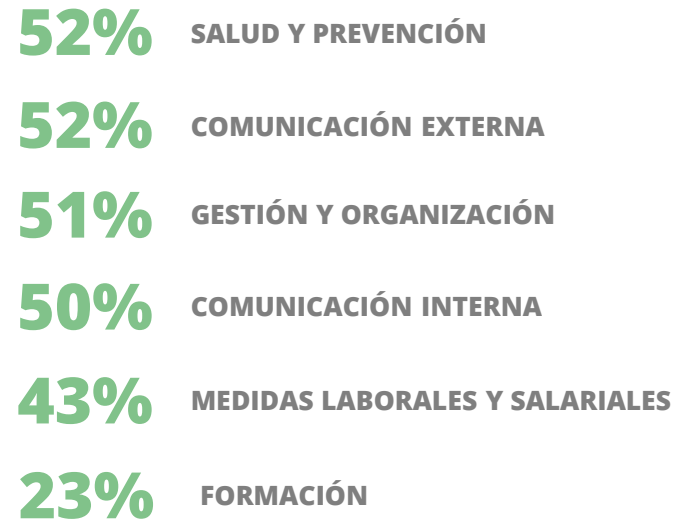 52% SALUD Y PREVENCIÓN
52% COMUNICACIÓN EXTERNA
51% GESTIÓN Y ORGANIZACIÓN
50% COMUNICACIÓN INTERNA
43% MEDIDAS LABORALES Y SALARIALES
23% FORMACIÓN